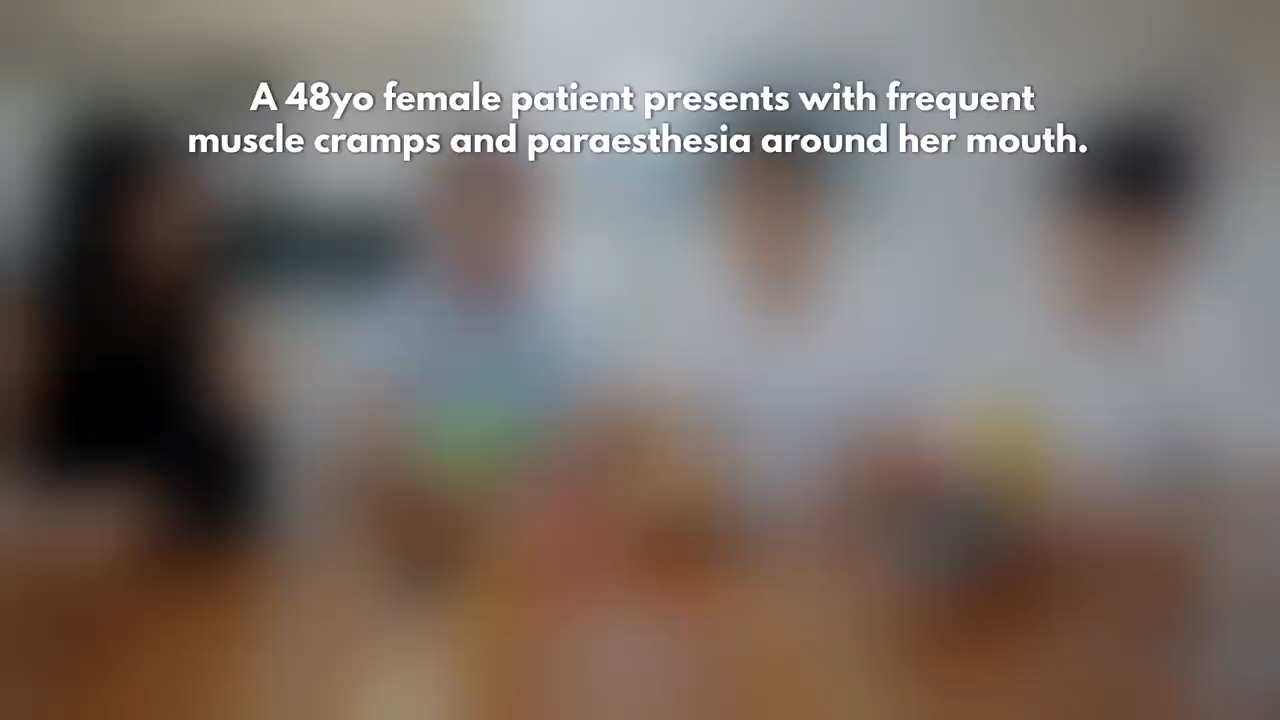 A 48yo female patient presents with frequent
muscle cramps and paraesthesia around her mouth.